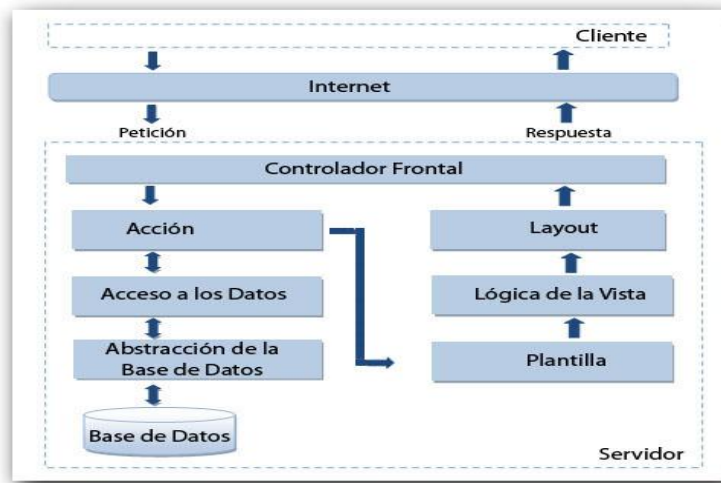 Cliente
Internet
Petición
Respuesta
Controlador Frontal
Acción
Layout
Acceso a los Datos
Lógica de la Vista
Abstracción de la
Base de Datos
Plantilla
Base de Datos
Servidor